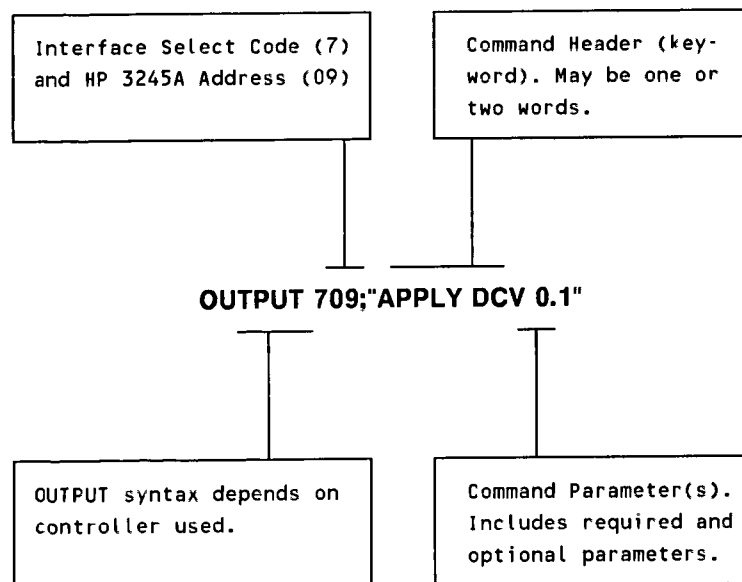 Interface Select Code (7)
and HP 3245A Address (09)
Command Header (key-
word). May be one or
two words.
OUTPUT 709;"APPLY DCV 0.1"
OUTPUT syntax depends on
controller used.
Command Parameter(s).
Includes required and
optional parameters.